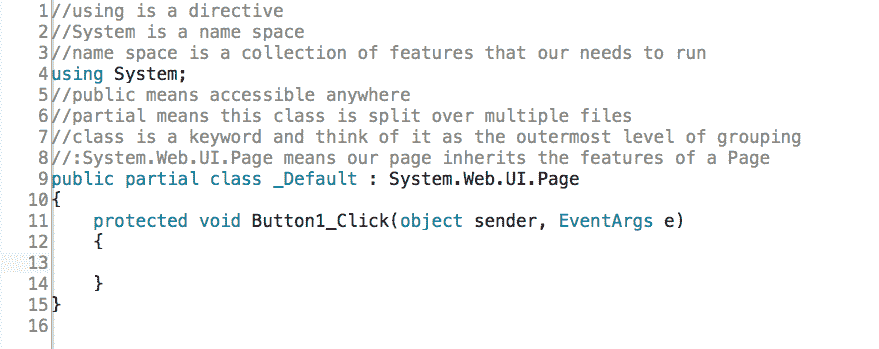 1//using is a directive
2//System is a name space
3//name space is a collection of features that our needs to run
4using System;
5//public means accessible anywhere
6//partial means this class is split over multiple files
7//class is a keyword and think of it as the outermost level of grouping
8//:System.Web.UI.Page means our page inherits the features of a Page
9public partial class _Default : System.Web.UI.Page
10{
11    protected void Button1_Click(object sender, EventArgs e)
12    {
13
14    }
15}
16